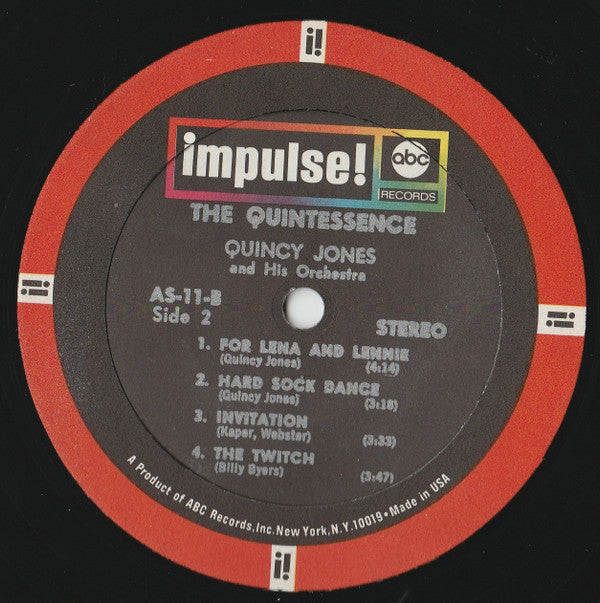 i!
impulse!
abc
RECORDS
THE QUINTESSENCE
QUINCY JONES
and His Orchestra
AS-11-B
Side 2
STEREO
1. FOR LENA AND LENNIE
(Quincy Jones) (4:14)
2. HARD SOCK DANCE
(Quincy Jones) (3:18)
3. INVITATION
(Kaper, Webster) (3:33)
4. THE TWITCH
(Billy Byers) (3:47)
A Product of ABC Records, Inc. New York, N.Y. 10019 • Made in USA
i!
i!
i!